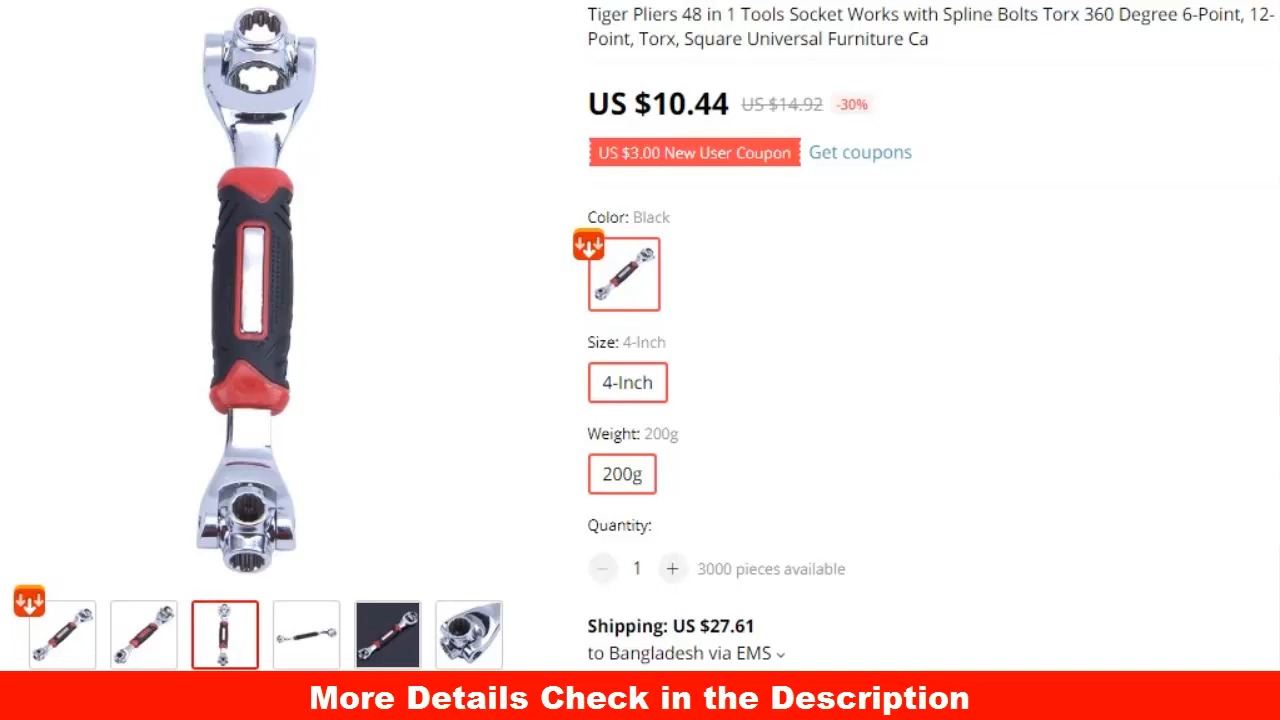 Tiger Pliers 48 in 1 Tools Socket Works with Spline Bolts Torx 360 Degree 6-Point, 12-
Point, Torx, Square Universal Furniture Ca
US $10.44 US $14.92 -30%
US $3.00 New User Coupon Get coupons
Color: Black
Size: 4-Inch
4-Inch
Weight: 200g
200g
Quantity:
− 1 + 3000 pieces available
Shipping: US $27.61
to Bangladesh via EMS
More Details Check in the Description